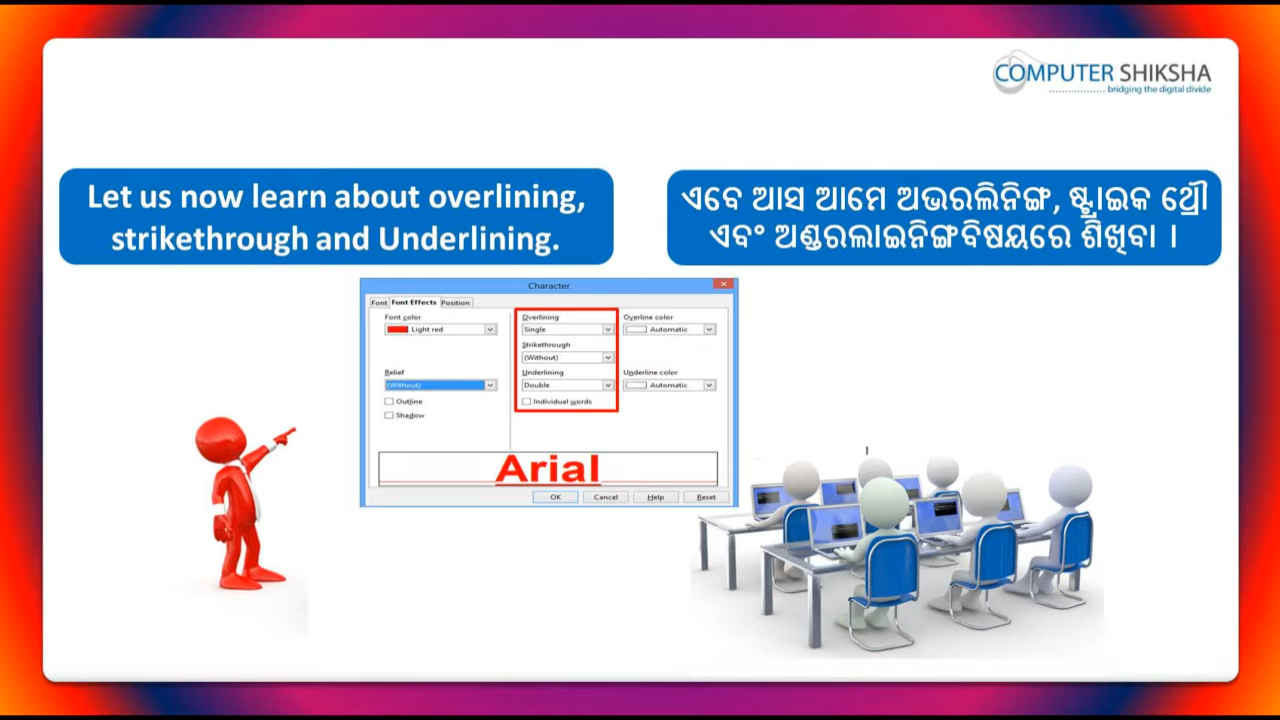 COMPUTER SHIKSHA
bridging the digital divide
Let us now learn about overlining,
strikethrough and Underlining.
ଏବେ ଆସ ଆମେ ଅଭରଲିନିଙ୍ଗ, ଷ୍ଟ୍ରାଇକ ଥ୍ରୌ
ଏବଂ ଅଣ୍ଡରଲାଇନିଙ୍ଗବିଷୟରେ ଶିଖିବା ।
Character
Font Font Effects Position
Font color Overlining Overline color
Light red Single Automatic
Strikethrough
(Without)
Relief Underlining Underline color
(Without) Double Automatic
Outline Individual words
Shadow
Arial
OK Cancel Help Reset